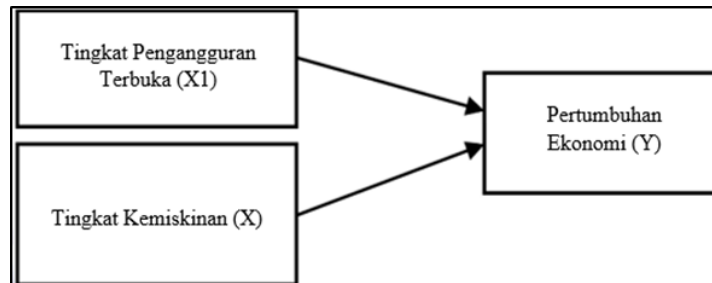 Tingkat Pengangguran
Terbuka (X1)
Pertumbuhan
Ekonomi (Y)
Tingkat Kemiskinan (X)